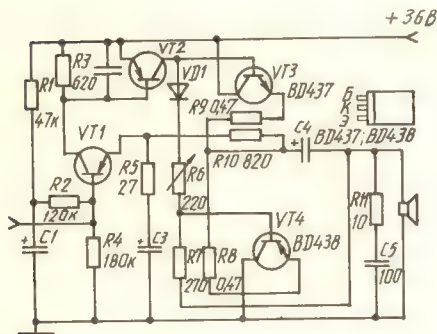 + 36В
R3
620
VT2
VD1
VT3
BD437
R1
47к
R9 0,47
Б
К
Э
VT1
C4
+
BD437; BD438
R5
27
R10 820
R6
220
R11
10
R2
120к
VT4
BD438
+
C1
R4
180к
+
C3
R7
270
R8
0,47
C5
100